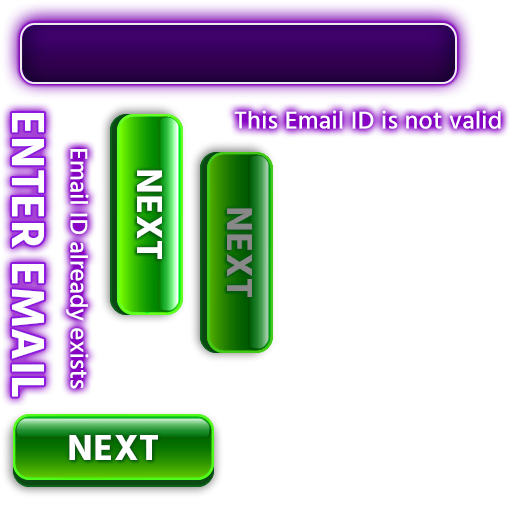 This Email ID is not valid
ENTER EMAIL
Email ID already exists
NEXT
NEXT
NEXT